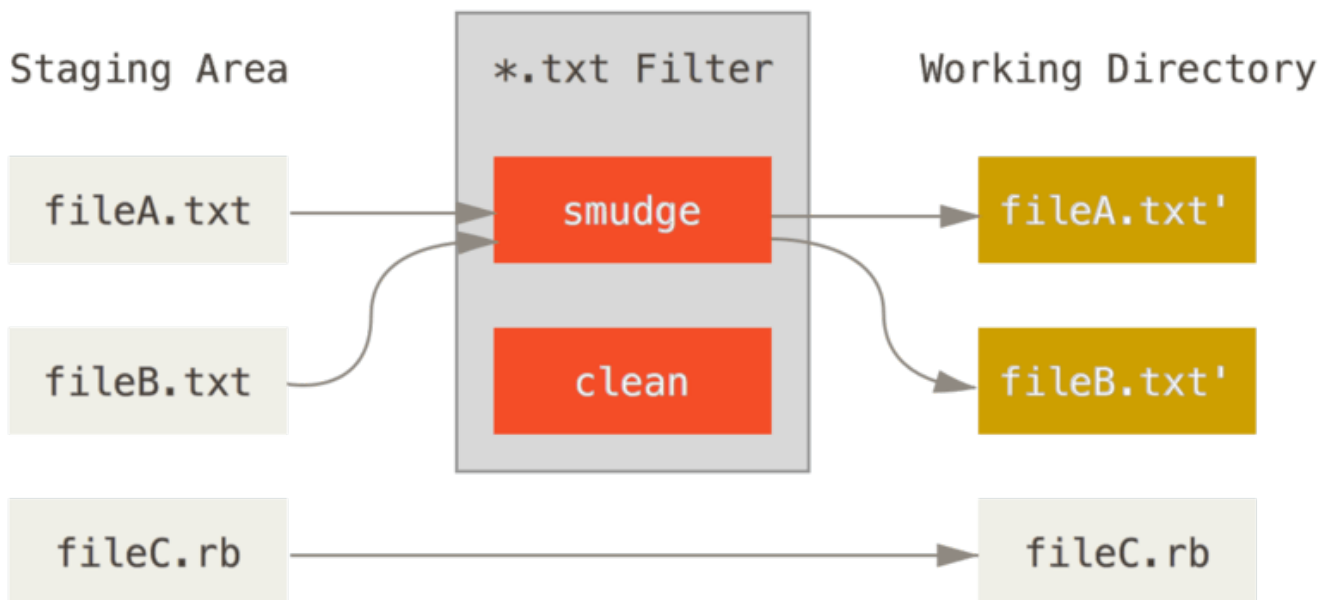 Staging Area
*.txt Filter
Working Directory
fileA.txt
smudge
fileA.txt'
fileB.txt
clean
fileB.txt'
fileC.rb
fileC.rb